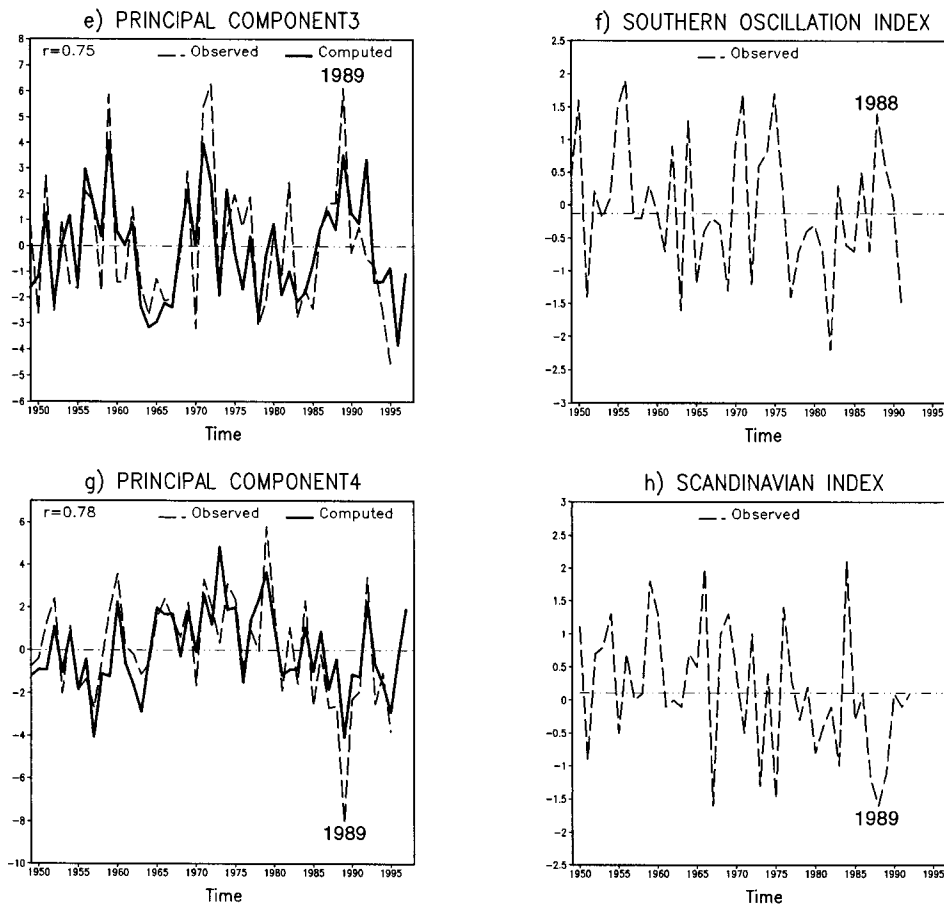 e) PRINCIPAL COMPONENT3
r=0.75
Observed
Computed
1989
8
7
6
5
4
3
2
1
0
-1
-2
-3
-4
-5
-6
1950 1955 1960 1965 1970 1975 1980 1985 1990 1995
Time
f) SOUTHERN OSCILLATION INDEX
Observed
1988
2.5
2
1.5
1
0.5
0
-0.5
-1
-1.5
-2
-2.5
-3
1950 1955 1960 1965 1970 1975 1980 1985 1990 1995
Time
g) PRINCIPAL COMPONENT4
r=0.78
Observed
Computed
6
4
2
0
-2
-4
-6
-8
-10
1989
1950 1955 1960 1965 1970 1975 1980 1985 1990 1995
Time
h) SCANDINAVIAN INDEX
Observed
3
2.5
2
1.5
1
0.5
0
-0.5
-1
-1.5
-2
-2.5
1989
1950 1955 1960 1965 1970 1975 1980 1985 1990 1995
Time